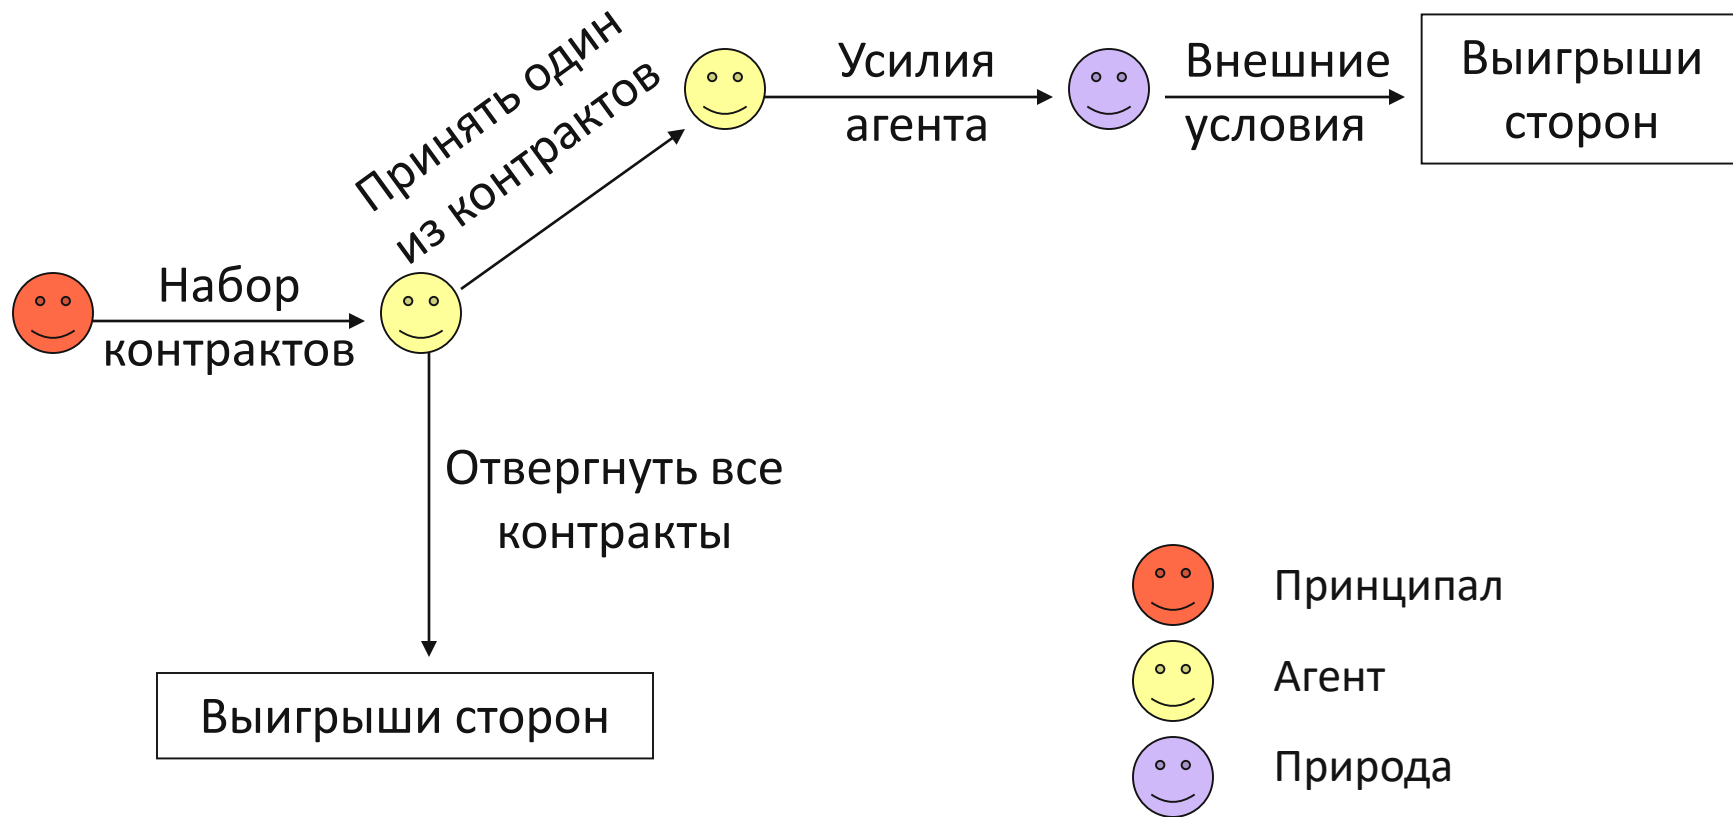 Принять один
из контрактов
Усилия
агента
Внешние
условия
Выигрыши
сторон
Набор
контрактов
Отвергнуть все
контракты
Выигрыши сторон
Принципал
Агент
Природа